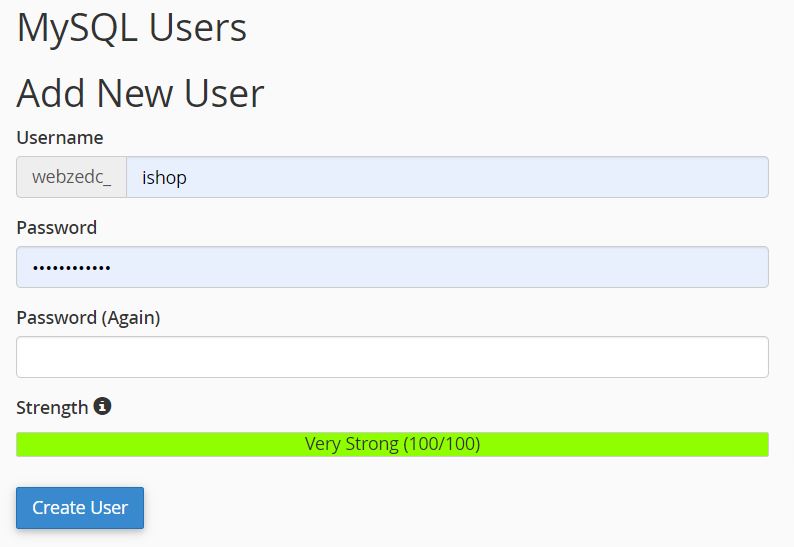 MySQL Users
Add New User
Username
webzedc_ ishop
Password
••••••••••••
Password (Again)
Strength
Very Strong (100/100)
Create User